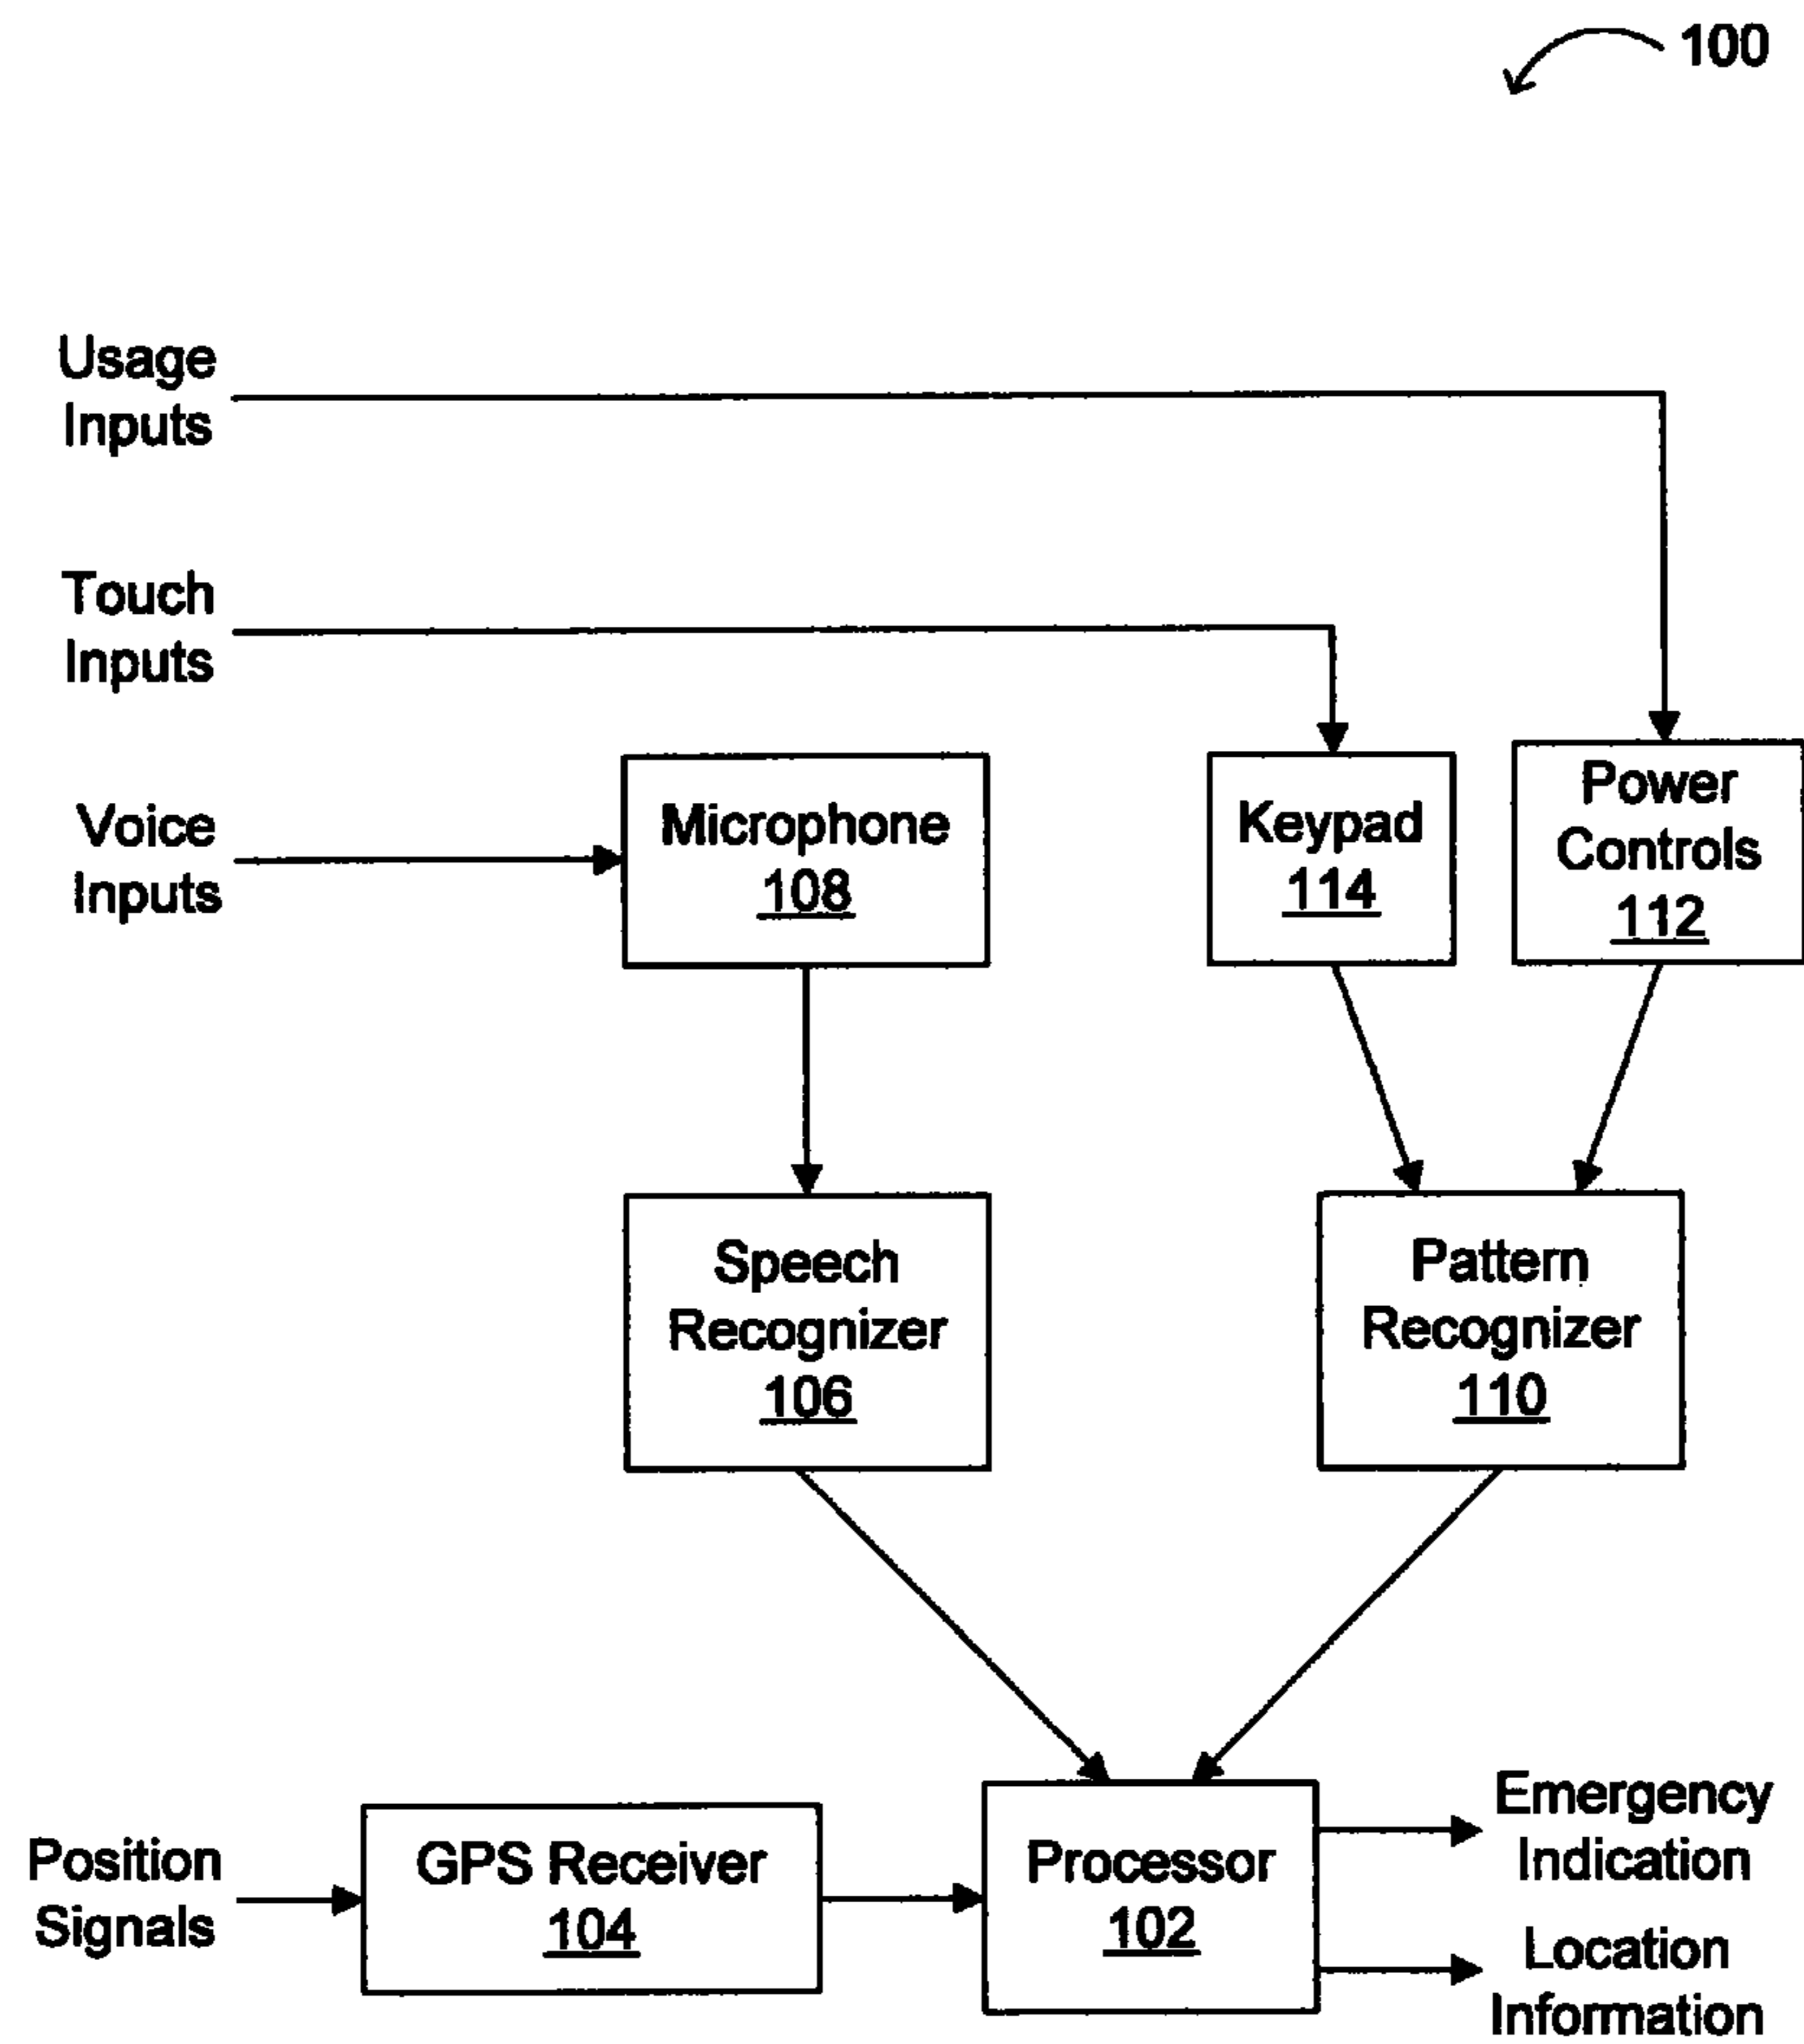 100
Usage
Inputs
Touch
Inputs
Voice
Inputs
Microphone
108
Keypad
114
Power
Controls
112
Speech
Recognizer
106
Pattern
Recognizer
110
Position
Signals
GPS Receiver
104
Processor
102
Emergency
Indication
Location
Information